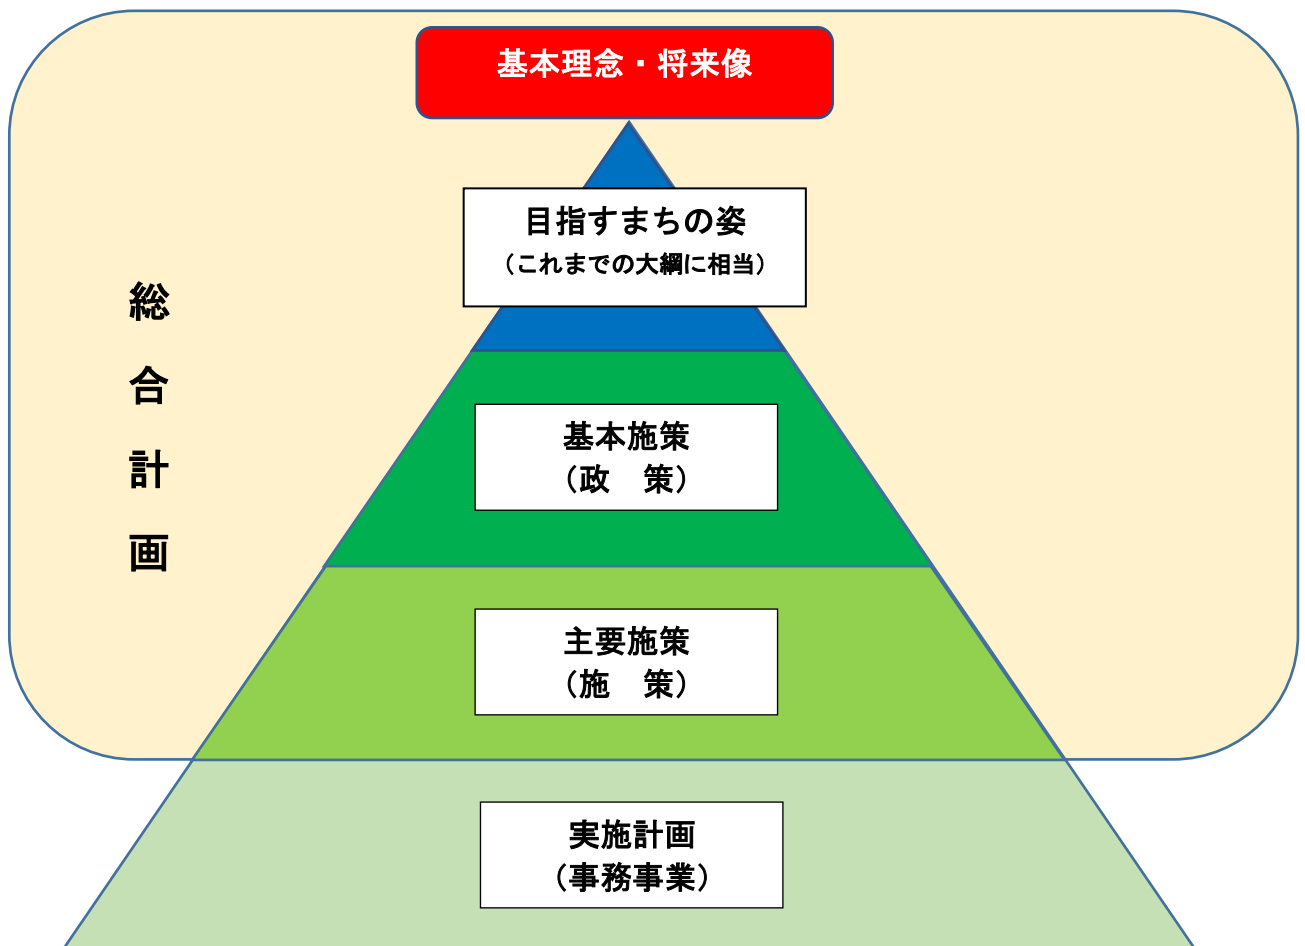 基本理念・将来像
目指すまちの姿
（これまでの大綱に相当）
総合計画
基本施策
（政　策）
主要施策
（施　策）
実施計画
（事務事業）